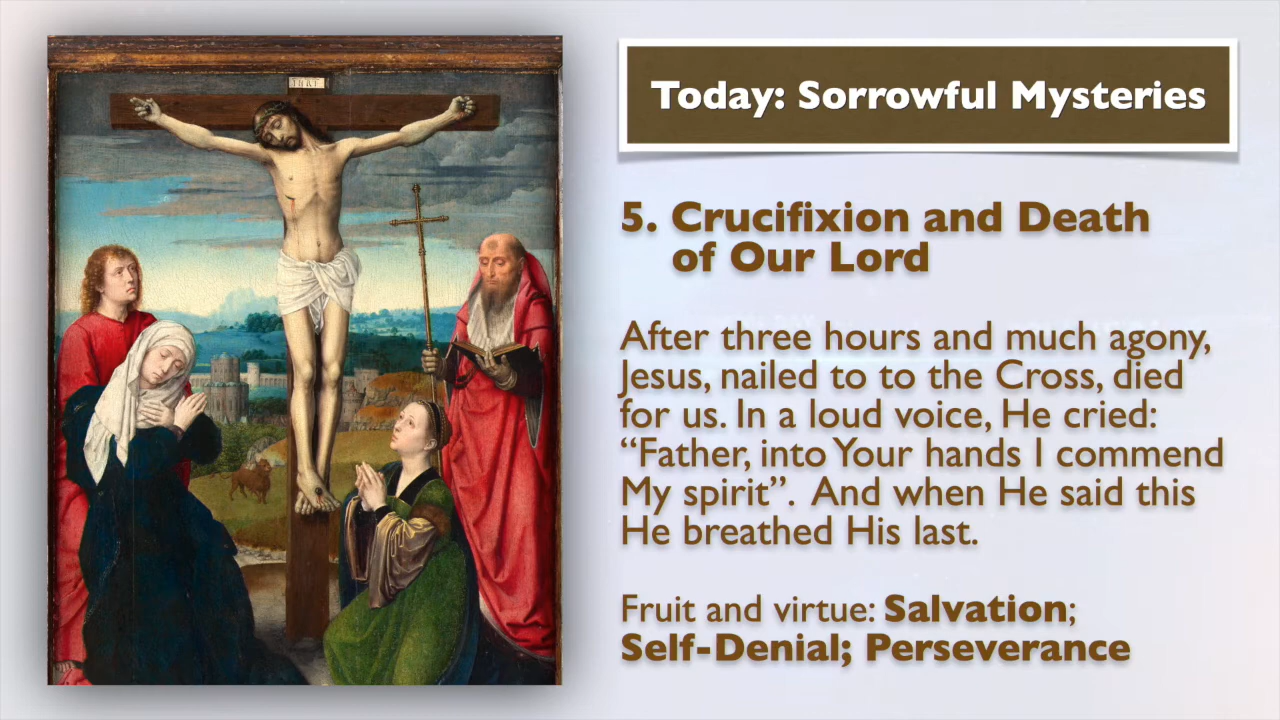 Today: Sorrowful Mysteries
5. Crucifixion and Death
of Our Lord
After three hours and much agony,
Jesus, nailed to to the Cross, died
for us. In a loud voice, He cried:
“Father, into Your hands I commend
My spirit”.  And when He said this
He breathed His last.
Fruit and virtue: Salvation;
Self-Denial; Perseverance